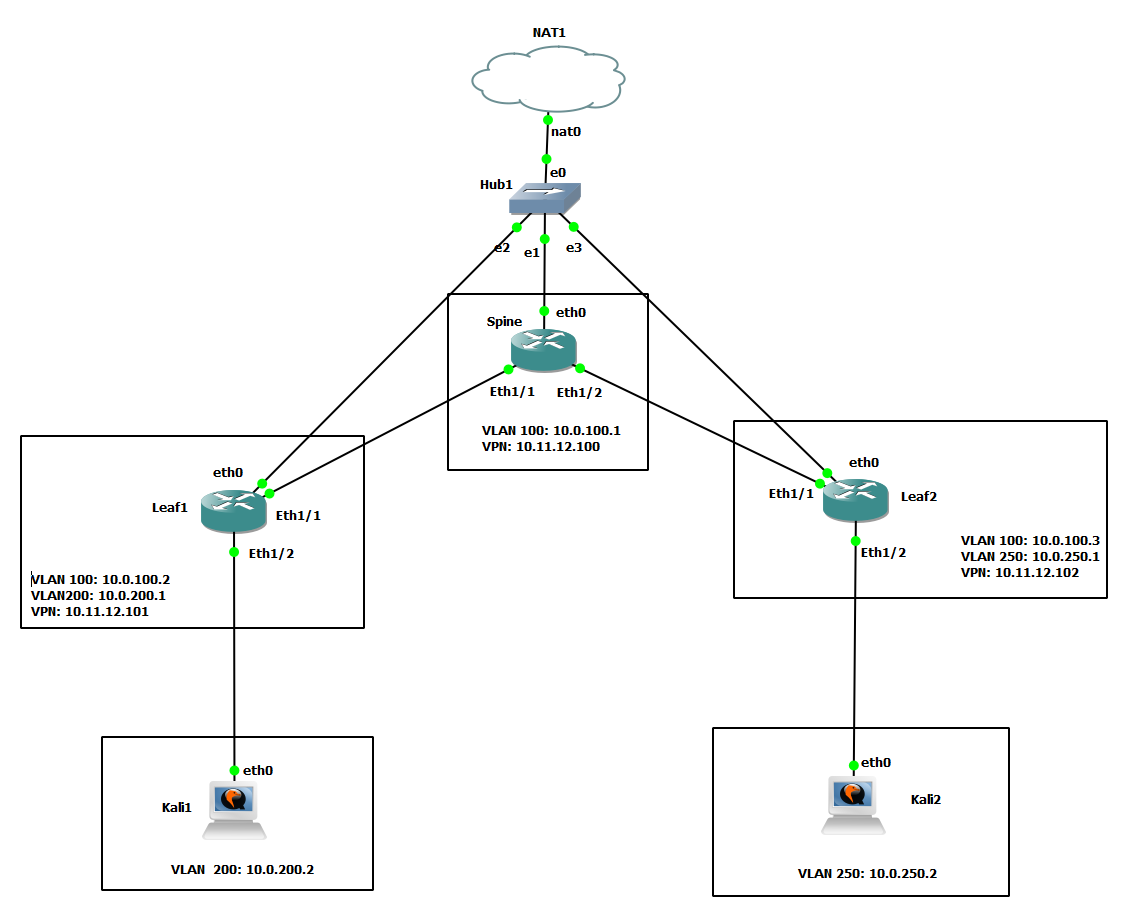 NAT1
nat0
e0
Hub1
e2
e1
e3
eth0
Spine
Eth1/1
Eth1/2
VLAN 100: 10.0.100.1
VPN: 10.11.12.100
eth0
Leaf1
Eth1/1
Eth1/2
VLAN 100: 10.0.100.2
VLAN200: 10.0.200.1
VPN: 10.11.12.101
eth0
Eth1/1
Leaf2
Eth1/2
VLAN 100: 10.0.100.3
VLAN 250: 10.0.250.1
VPN: 10.11.12.102
eth0
Kali1
VLAN  200: 10.0.200.2
eth0
Kali2
VLAN 250: 10.0.250.2